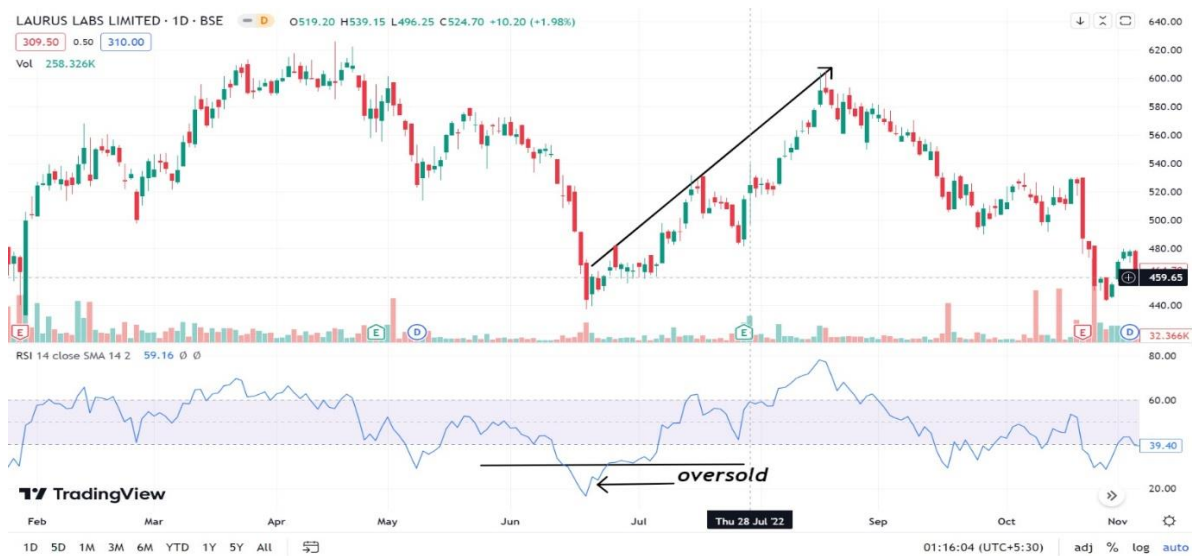 LAURUS LABS LIMITED · 1D · BSE D O519.20 H539.15 L496.25 C524.70 +10.20 (+1.98%)
309.50 0.50 310.00
Vol 258.326K
640.00
620.00
600.00
580.00
560.00
540.00
520.00
500.00
480.00
459.65
440.00
E E D E E D
32.366K
RSI 14 close SMA 14 2 59.16 Ø Ø
80.00
60.00
39.40
oversold
20.00
TradingView
Feb Mar Apr May Jun Jul Thu 28 Jul '22 Sep Oct Nov
1D 5D 1M 3M 6M YTD 1Y 5Y All 01:16:04 (UTC+5:30) adj % log auto